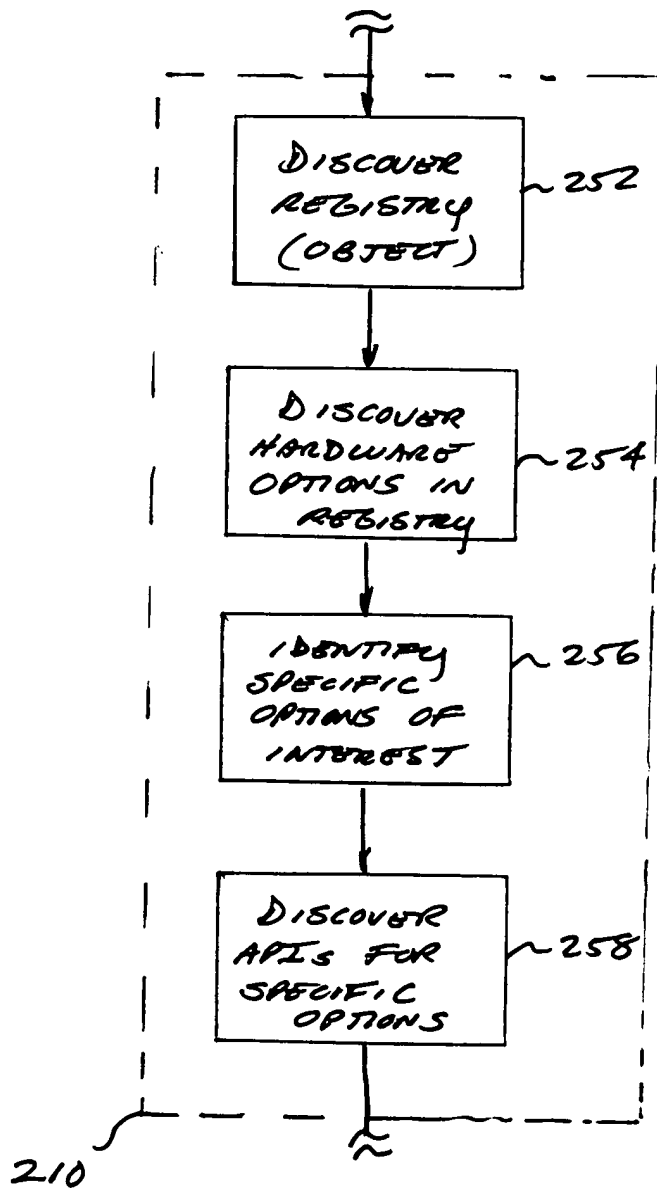 DISCOVER
REGISTRY
(OBJECT)
252
DISCOVER
HARDWARE
OPTIONS IN
REGISTRY
254
IDENTIFY
SPECIFIC
OPTIONS OF
INTEREST
256
DISCOVER
APIs FOR
SPECIFIC
OPTIONS
258
210